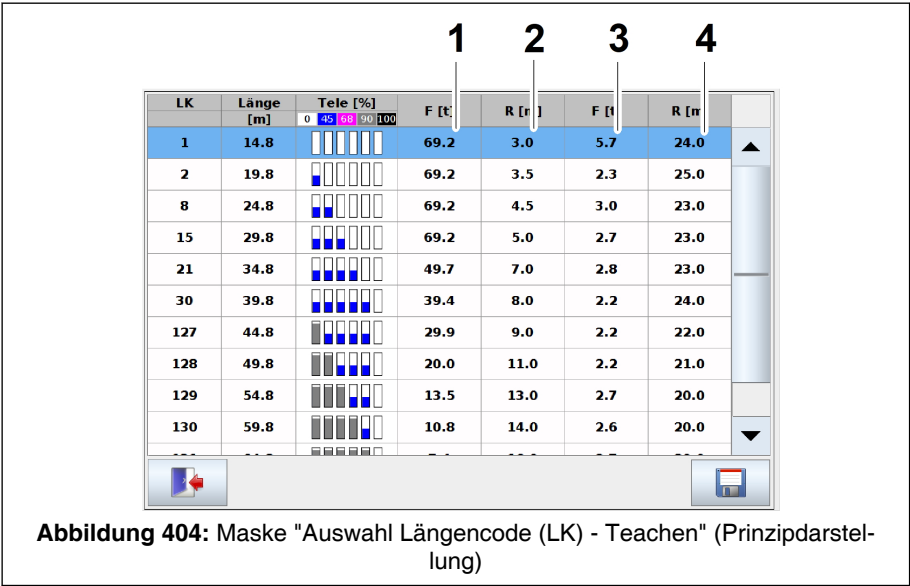 1 2 3 4
LK Länge Tele [%] F [t] R [m] F [t R [m
[m] 0 45 68 90 100
1 14.8 69.2 3.0 5.7 24.0
2 19.8 69.2 3.5 2.3 25.0
8 24.8 69.2 4.5 3.0 23.0
15 29.8 69.2 5.0 2.7 23.0
21 34.8 49.7 7.0 2.8 23.0
30 39.8 39.4 8.0 2.2 24.0
127 44.8 29.9 9.0 2.2 22.0
128 49.8 20.0 11.0 2.2 21.0
129 54.8 13.5 13.0 2.7 20.0
130 59.8 10.8 14.0 2.6 20.0
Abbildung 404: Maske "Auswahl Längencode (LK) - Teachen" (Prinzipdarstel-
lung)